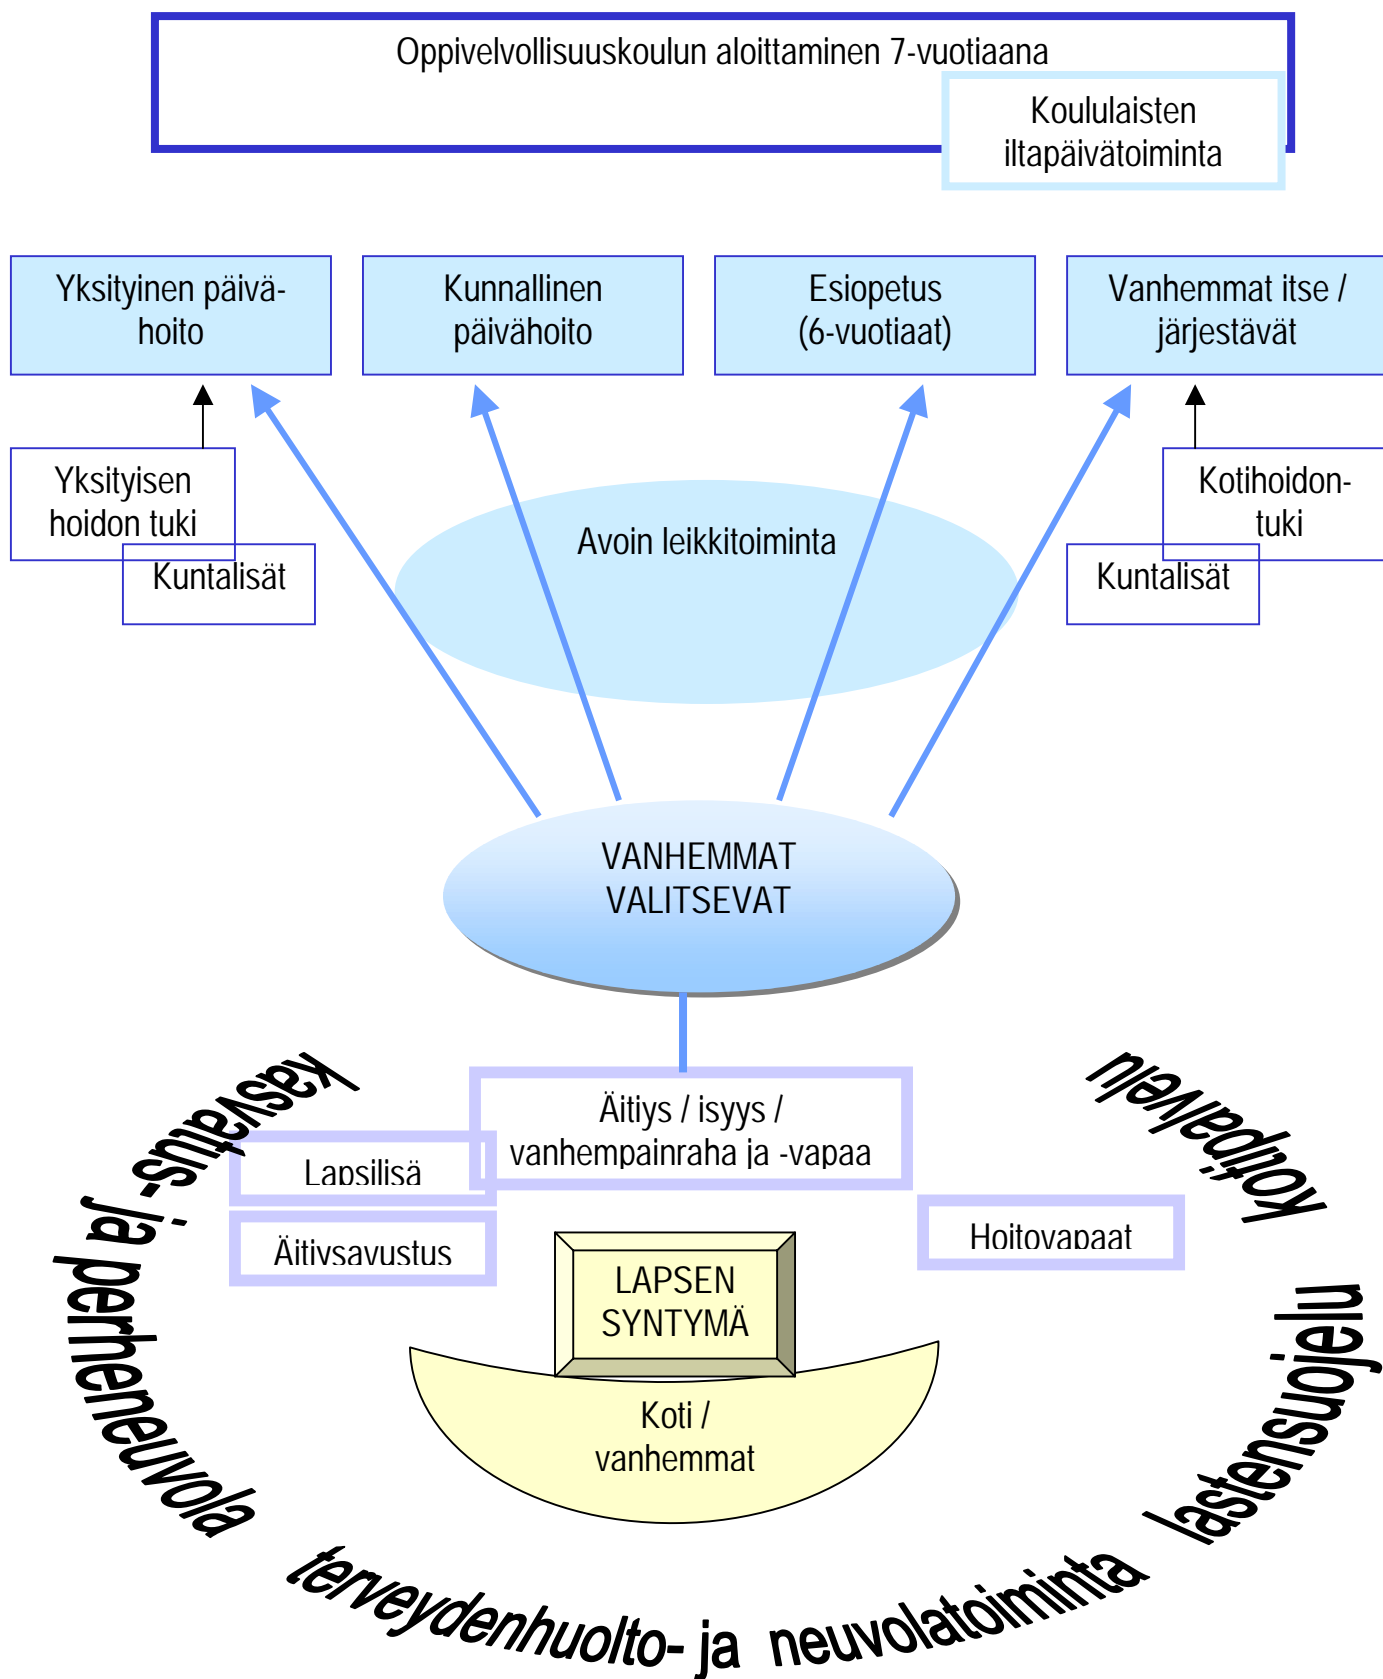 Oppivelvollisuuskoulun aloittaminen 7-vuotiaana
Koululaisten
iltapäivätoiminta
Yksityinen päivä-
hoito
Kunnallinen
päivähoito
Esiopetus
(6-vuotiaat)
Vanhemmat itse /
järjestävät
Yksityisen
hoidon tuki
Kuntalisät
Kotihoidon-
tuki
Kuntalisät
Avoin leikkitoiminta
VANHEMMAT
VALITSEVAT
Äitiys / isyys /
vanhempainraha ja -vapaa
Lapsilisä
Äitiysavustus
Hoitovapaat
LAPSEN
SYNTYMÄ
Koti /
vanhemmat
kasvatus- ja perheneuvola terveydenhuolto- ja neuvolatoiminta lastensuojelu kotipalvelu